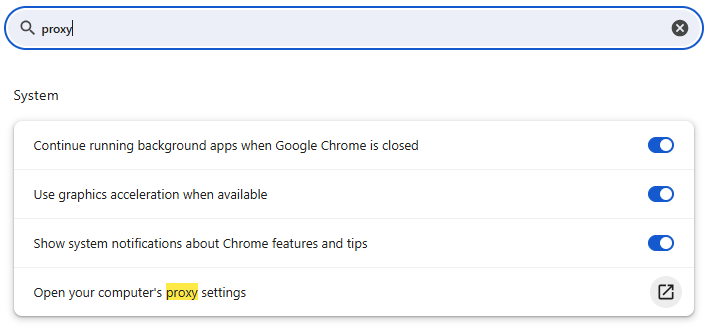 proxy
System
Continue running background apps when Google Chrome is closed
Use graphics acceleration when available
Show system notifications about Chrome features and tips
Open your computer's proxy settings